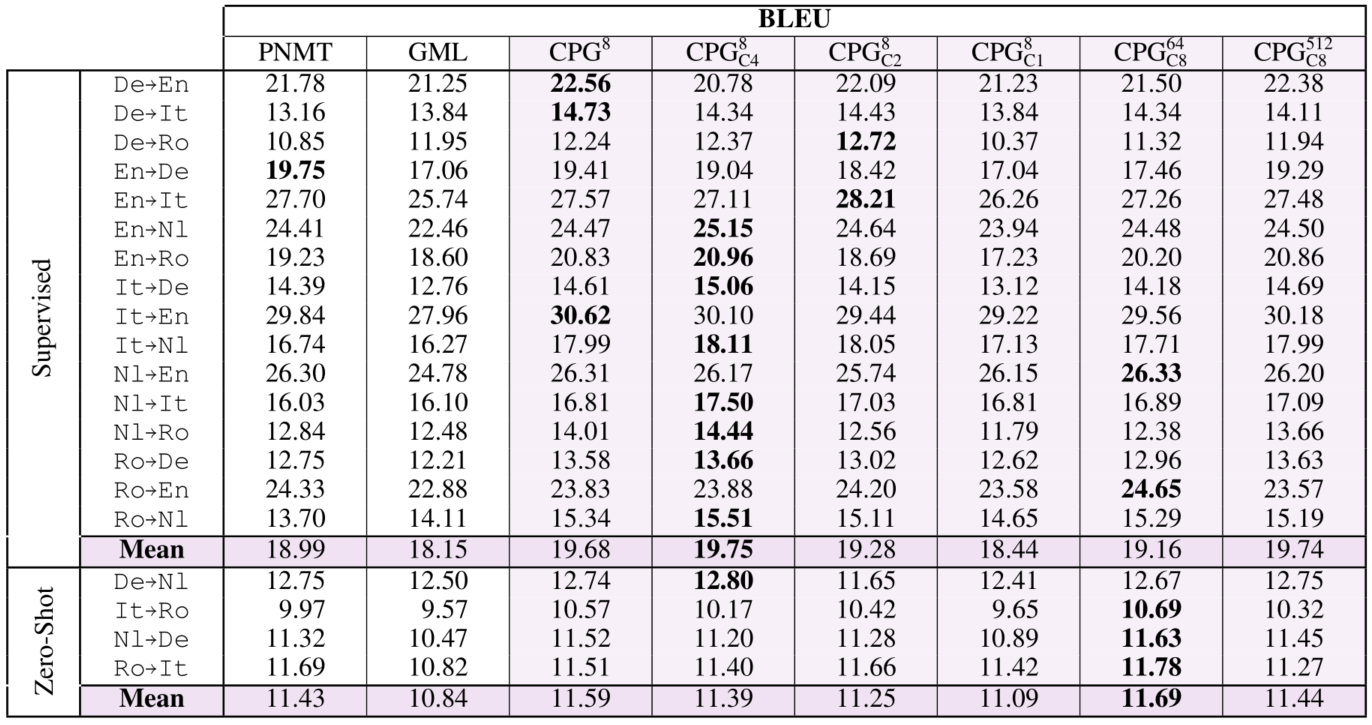 BLEU
PNMT GML CPG⁸ CPG⁸_C4 CPG⁸_C2 CPG⁸_C1 CPG⁶⁴_C8 CPG⁵¹²_C8
Supervised
De→En 21.78 21.25 22.56 20.78 22.09 21.23 21.50 22.38
De→It 13.16 13.84 14.73 14.34 14.43 13.84 14.34 14.11
De→Ro 10.85 11.95 12.24 12.37 12.72 10.37 11.32 11.94
En→De 19.75 17.06 19.41 19.04 18.42 17.04 17.46 19.29
En→It 27.70 25.74 27.57 27.11 28.21 26.26 27.26 27.48
En→Nl 24.41 22.46 24.47 25.15 24.64 23.94 24.48 24.50
En→Ro 19.23 18.60 20.83 20.96 18.69 17.23 20.20 20.86
It→De 14.39 12.76 14.61 15.06 14.15 13.12 14.18 14.69
It→En 29.84 27.96 30.62 30.10 29.44 29.22 29.56 30.18
It→Nl 16.74 16.27 17.99 18.11 18.05 17.13 17.71 17.99
Nl→En 26.30 24.78 26.31 26.17 25.74 26.15 26.33 26.20
Nl→It 16.03 16.10 16.81 17.50 17.03 16.81 16.89 17.09
Nl→Ro 12.84 12.48 14.01 14.44 12.56 11.79 12.38 13.66
Ro→De 12.75 12.21 13.58 13.66 13.02 12.62 12.96 13.63
Ro→En 24.33 22.88 23.83 23.88 24.20 23.58 24.65 23.57
Ro→Nl 13.70 14.11 15.34 15.51 15.11 14.65 15.29 15.19
Mean 18.99 18.15 19.68 19.75 19.28 18.44 19.16 19.74
Zero-Shot
De→Nl 12.75 12.50 12.74 12.80 11.65 12.41 12.67 12.75
It→Ro 9.97 9.57 10.57 10.17 10.42 9.65 10.69 10.32
Nl→De 11.32 10.47 11.52 11.20 11.28 10.89 11.63 11.45
Ro→It 11.69 10.82 11.51 11.40 11.66 11.42 11.78 11.27
Mean 11.43 10.84 11.59 11.39 11.25 11.09 11.69 11.44